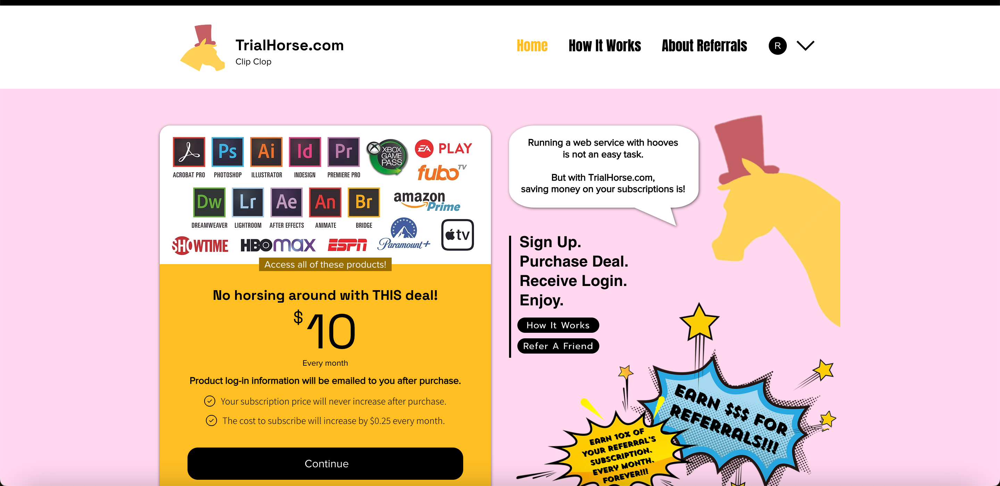 TrialHorse.com
Clip Clop
Home
How It Works
About Referrals
R
Ps
Ai
Id
Pr
XBOX
GAME
PASS
EA PLAY
ACROBAT PRO
PHOTOSHOP
ILLUSTRATOR
INDESIGN
PREMIERE PRO
fubo TV
Dw
Lr
Ae
An
Br
amazon
Prime
DREAMWEAVER
LIGHTROOM
AFTER EFFECTS
ANIMATE
BRIDGE
SHOWTIME
HBOmax
ESPN
Paramount+
tv
Access all of these products!
No horsing around with THIS deal!
$10
Every month
Product log-in information will be emailed to you after purchase.
Your subscription price will never increase after purchase.
The cost to subscribe will increase by $0.25 every month.
Continue
Running a web service with hooves
is not an easy task.
But with TrialHorse.com,
saving money on your subscriptions is!
Sign Up.
Purchase Deal.
Receive Login.
Enjoy.
How It Works
Refer A Friend
EARN $$$ FOR
REFERRALS!!!
EARN 10% OF
YOUR REFERRAL'S
SUBSCRIPTION.
EVERY MONTH.
FOREVER!!!